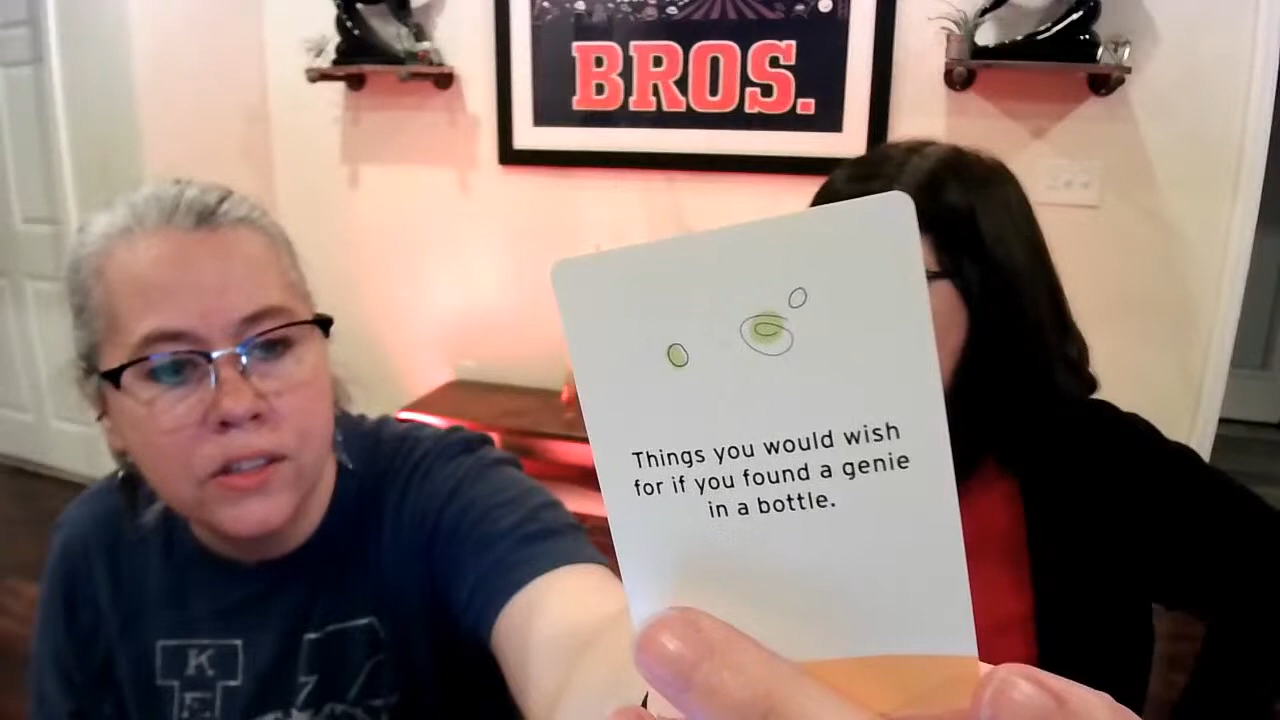 BROS.
Things you would wish
for if you found a genie
in a bottle.
K
E